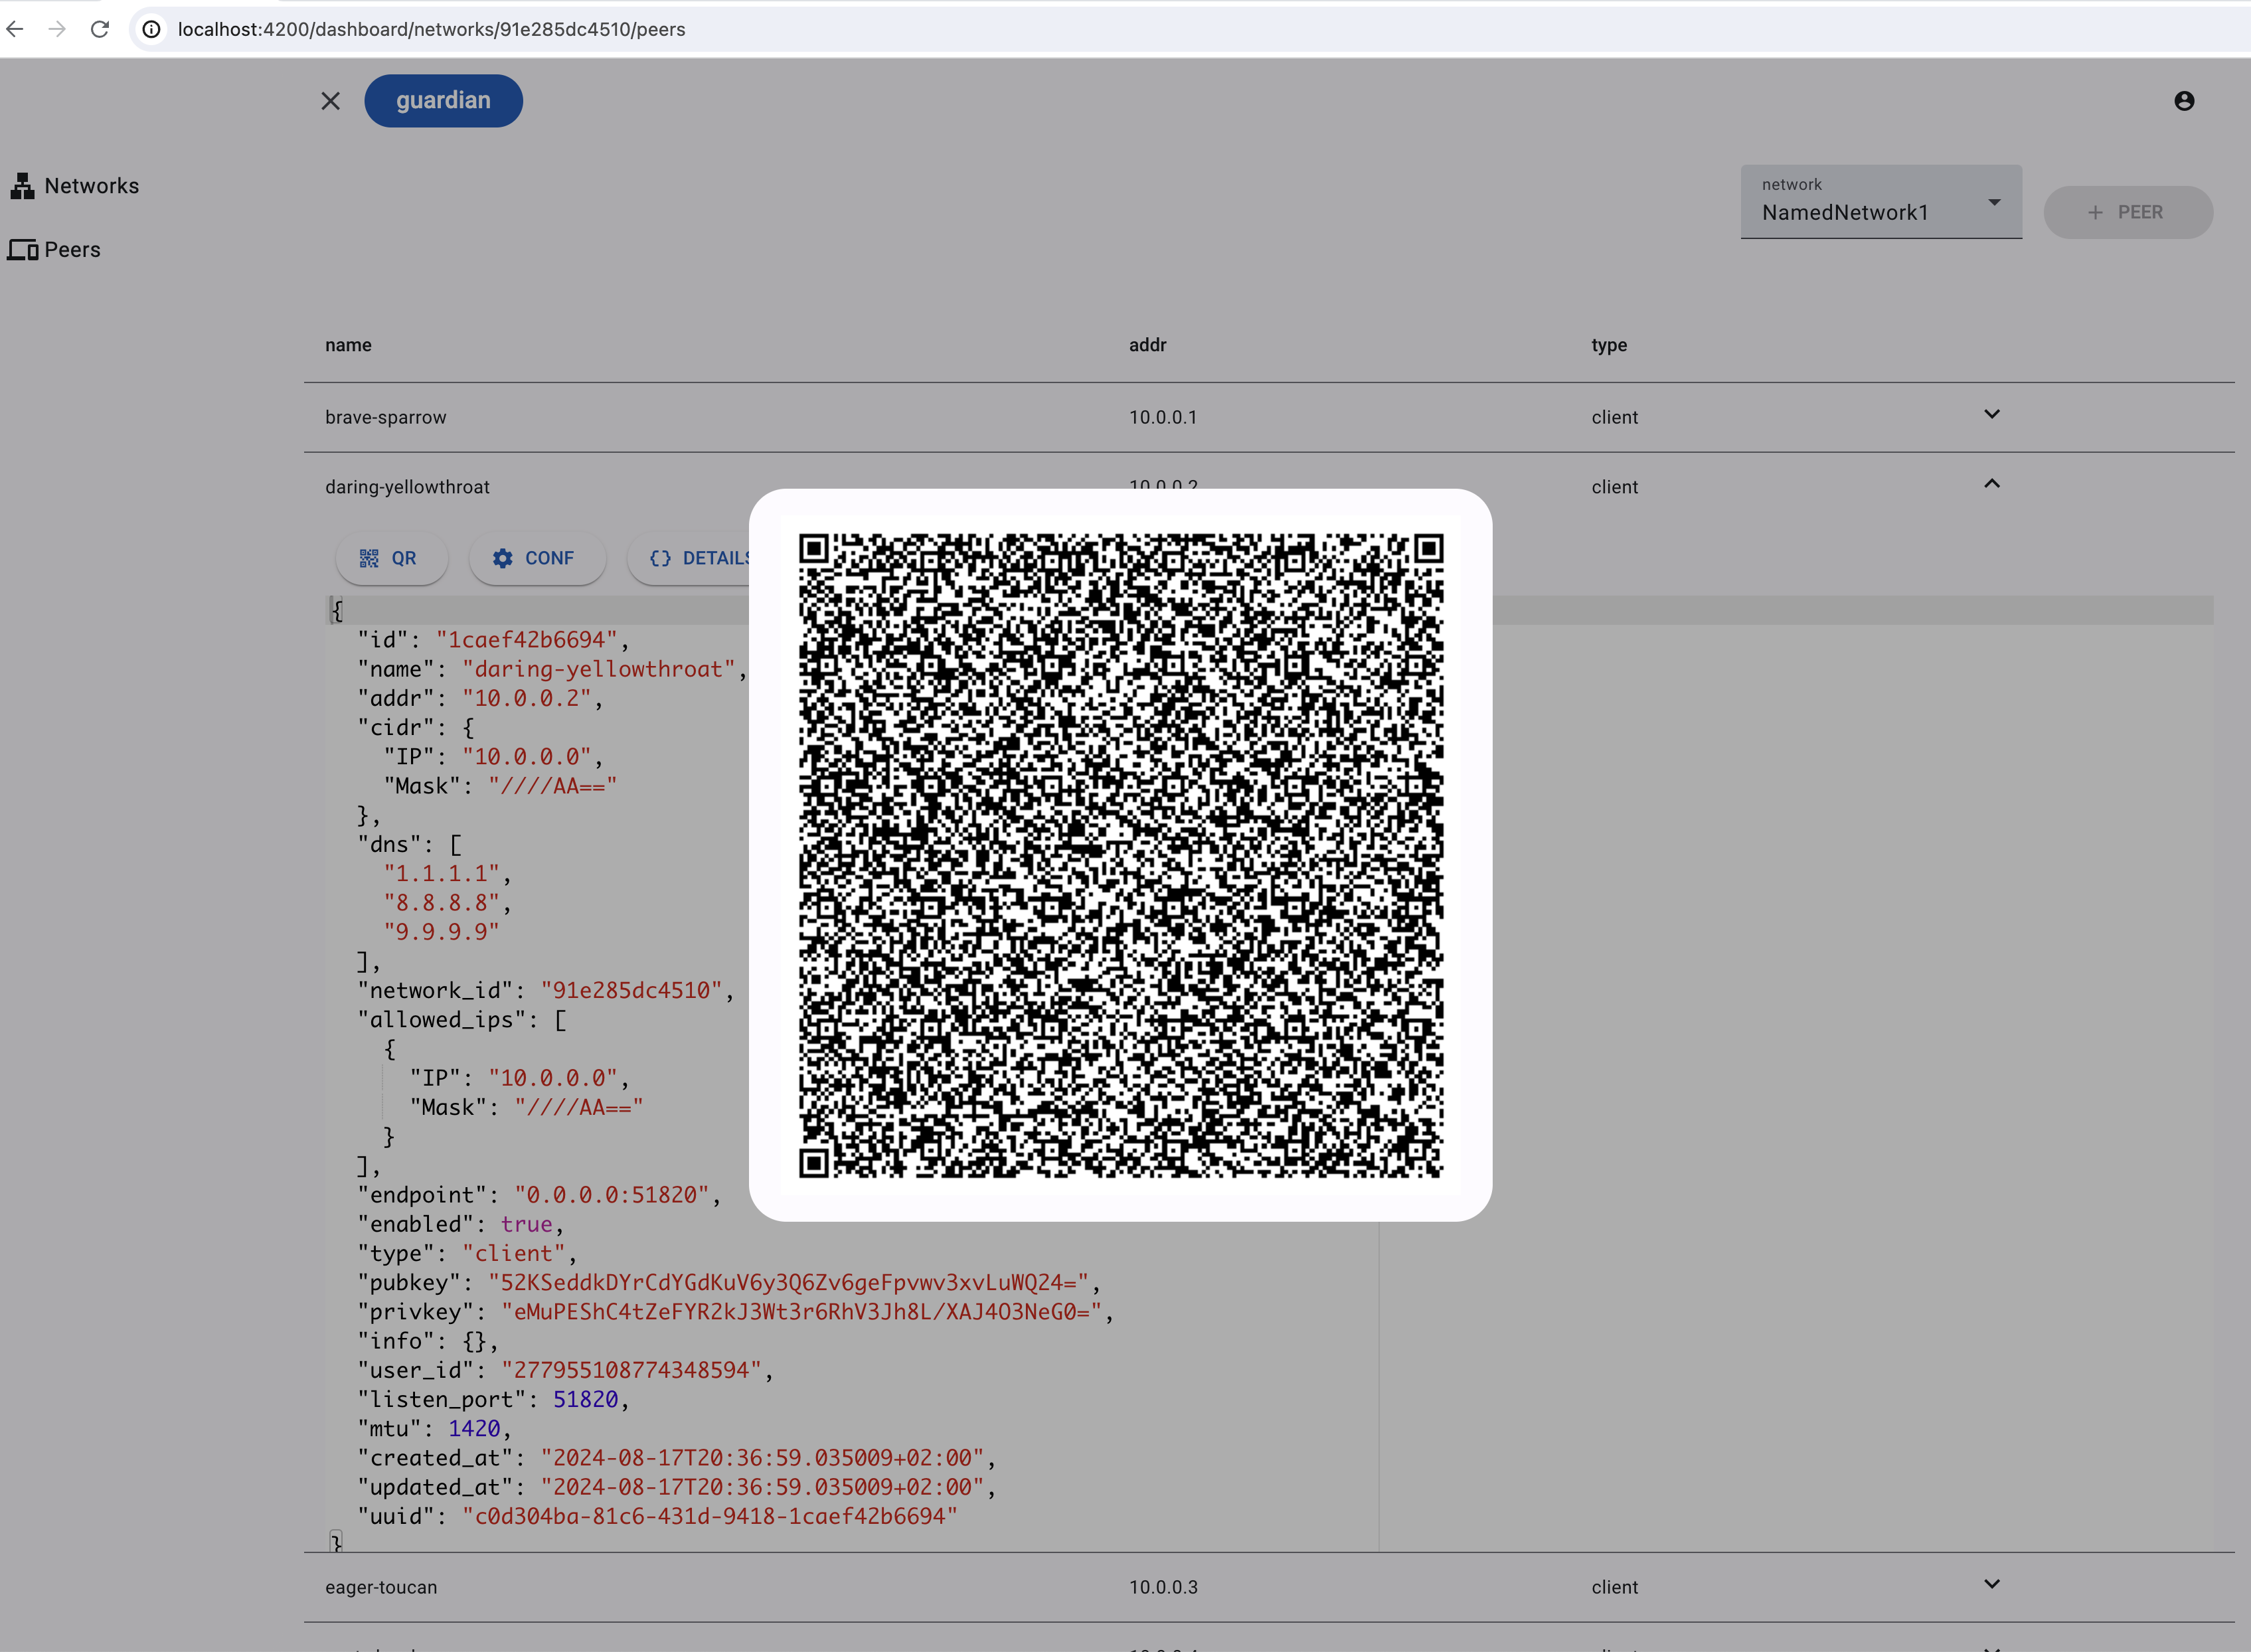 localhost:4200/dashboard/networks/91e285dc4510/peers
guardian
Networks
Peers
network
NamedNetwork1
+ PEER
name addr type
brave-sparrow 10.0.0.1 client
daring-yellowthroat 10.0.0.2 client
QR CONF {} DETAILS
{
"id": "1caef42b6694",
"name": "daring-yellowthroat",
"addr": "10.0.0.2",
"cidr": {
"IP": "10.0.0.0",
"Mask": "////AA=="
},
"dns": [
"1.1.1.1",
"8.8.8.8",
"9.9.9.9"
],
"network_id": "91e285dc4510",
"allowed_ips": [
{
"IP": "10.0.0.0",
"Mask": "////AA=="
}
],
"endpoint": "0.0.0.0:51820",
"enabled": true,
"type": "client",
"pubkey": "52KSeddkDYrCdYGdKuV6y3Q6Zv6geFpvwv3xvLuWQ24=",
"privkey": "eMuPEShC4tZeFYR2kJ3Wt3r6RhV3Jh8L/XAJ4O3NeG0=",
"info": {},
"user_id": "277955108774348594",
"listen_port": 51820,
"mtu": 1420,
"created_at": "2024-08-17T20:36:59.035009+02:00",
"updated_at": "2024-08-17T20:36:59.035009+02:00",
"uuid": "c0d304ba-81c6-431d-9418-1caef42b6694"
}
eager-toucan 10.0.0.3 client